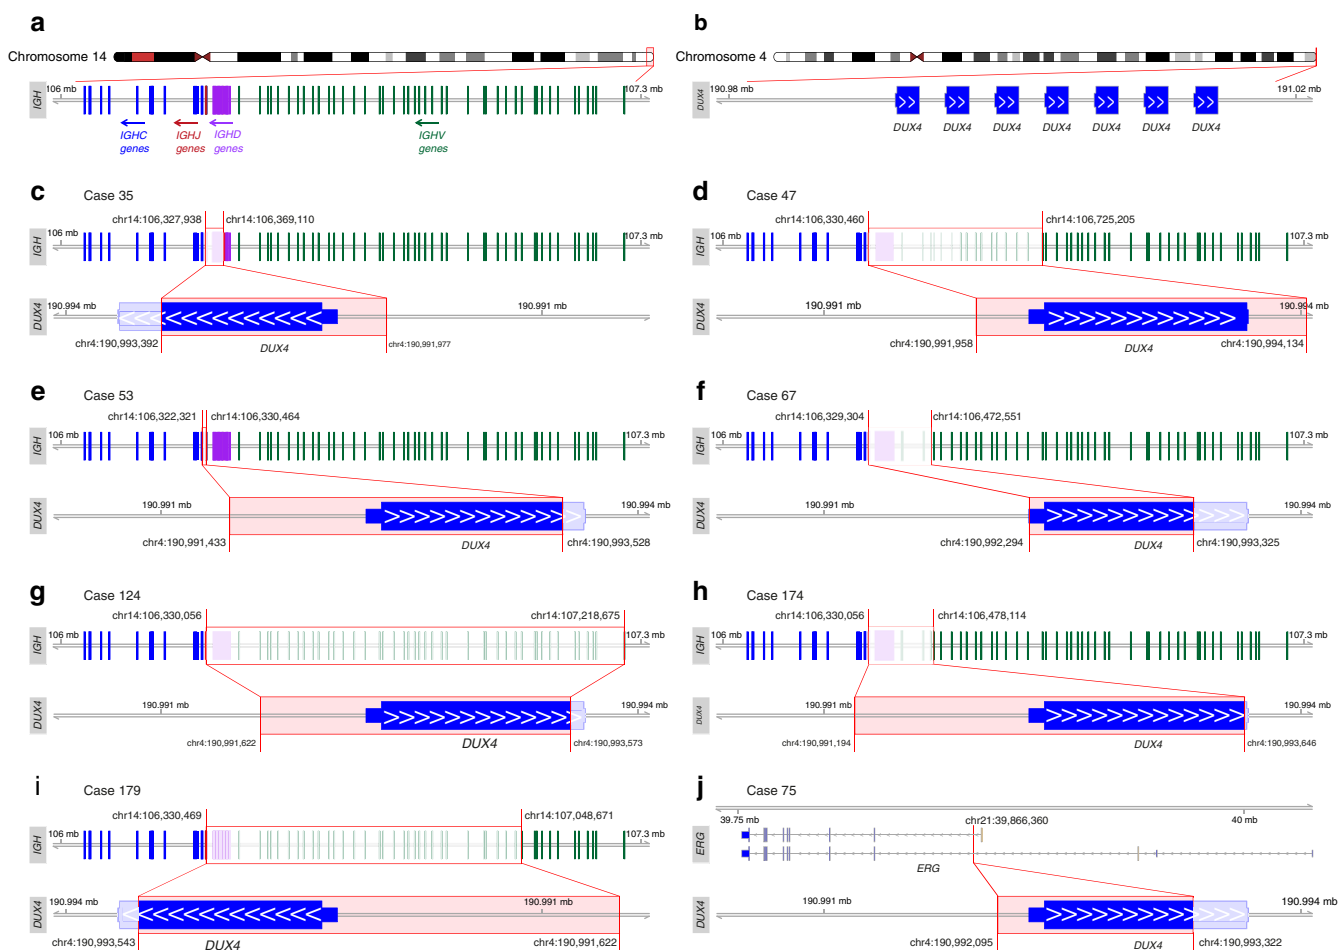 a
Chromosome 14
IGH
106 mb
107.3 mb
IGHC
genes
IGHJ
genes
IGHD
genes
IGHV
genes
b
Chromosome 4
DUX4
190.98 mb
191.02 mb
DUX4 DUX4 DUX4 DUX4 DUX4 DUX4 DUX4
c Case 35
chr14:106,327,938 chr14:106,369,110
IGH
106 mb
107.3 mb
DUX4
190.994 mb
190.991 mb
chr4:190,993,392
DUX4
chr4:190,991,977
d Case 47
chr14:106,330,460 chr14:106,725,205
IGH
106 mb
107.3 mb
DUX4
190.991 mb
190.994 mb
chr4:190,991,958
DUX4
chr4:190,994,134
e Case 53
chr14:106,322,321 chr14:106,330,464
IGH
106 mb
107.3 mb
DUX4
190.991 mb
190.994 mb
chr4:190,991,433
DUX4
chr4:190,993,528
f Case 67
chr14:106,329,304 chr14:106,472,551
IGH
106 mb
107.3 mb
DUX4
190.991 mb
190.994 mb
chr4:190,992,294
DUX4
chr4:190,993,325
g Case 124
chr14:106,330,056 chr14:107,218,675
IGH
106 mb
107.3 mb
DUX4
190.991 mb
190.994 mb
chr4:190,991,622
DUX4
chr4:190,993,573
h Case 174
chr14:106,330,056 chr14:106,478,114
IGH
106 mb
107.3 mb
DUX4
190.991 mb
190.994 mb
chr4:190,991,194
DUX4
chr4:190,993,646
i Case 179
chr14:106,330,469 chr14:107,048,671
IGH
106 mb
107.3 mb
DUX4
190.994 mb
190.991 mb
chr4:190,993,543
DUX4
chr4:190,991,622
j Case 75
39.75 mb
chr21:39,866,360
40 mb
ERG
ERG
DUX4
190.991 mb
190.994 mb
chr4:190,992,095
DUX4
chr4:190,993,322